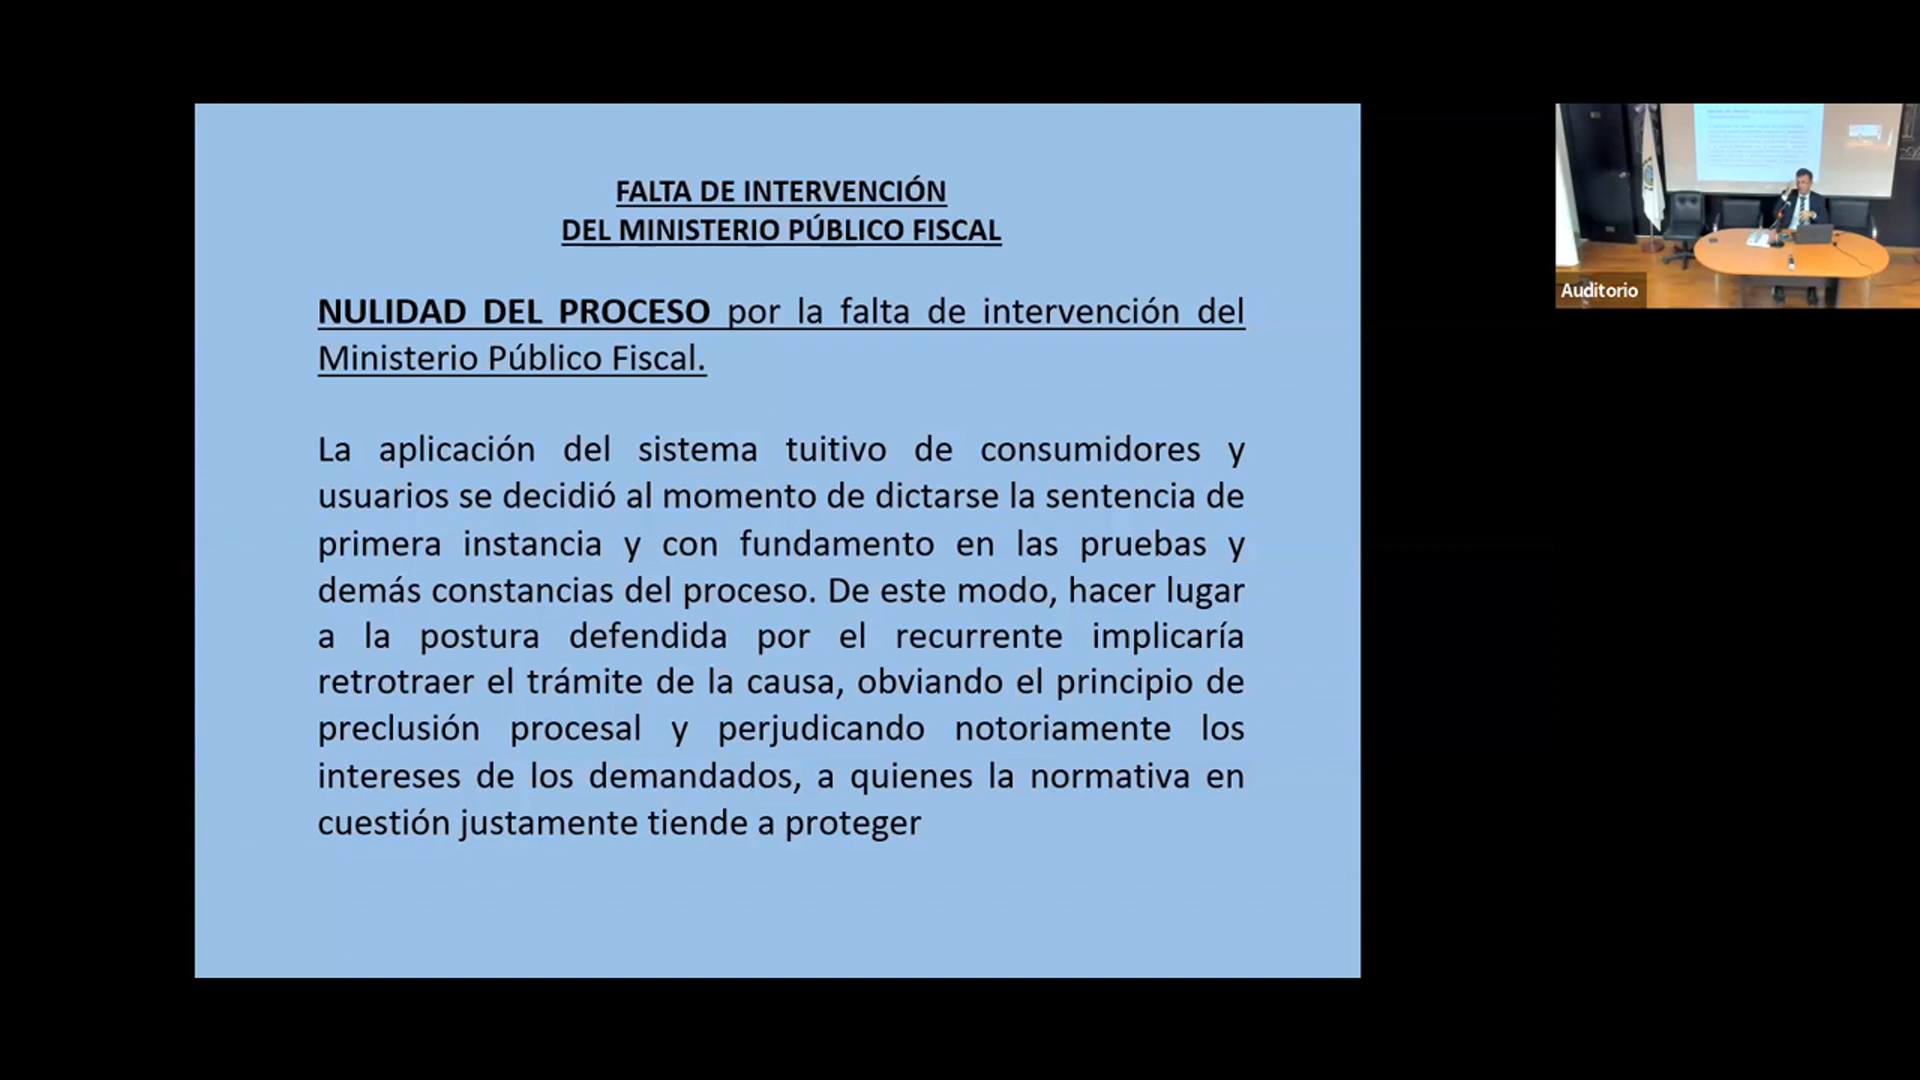 FALTA DE INTERVENCIÓN
DEL MINISTERIO PÚBLICO FISCAL
NULIDAD DEL PROCESO por la falta de intervención del
Ministerio Público Fiscal.
La aplicación del sistema tuitivo de consumidores y
usuarios se decidió al momento de dictarse la sentencia de
primera instancia y con fundamento en las pruebas y
demás constancias del proceso. De este modo, hacer lugar
a la postura defendida por el recurrente implicaría
retrotraer el trámite de la causa, obviando el principio de
preclusión procesal y perjudicando notoriamente los
intereses de los demandados, a quienes la normativa en
cuestión justamente tiende a proteger
Auditorio